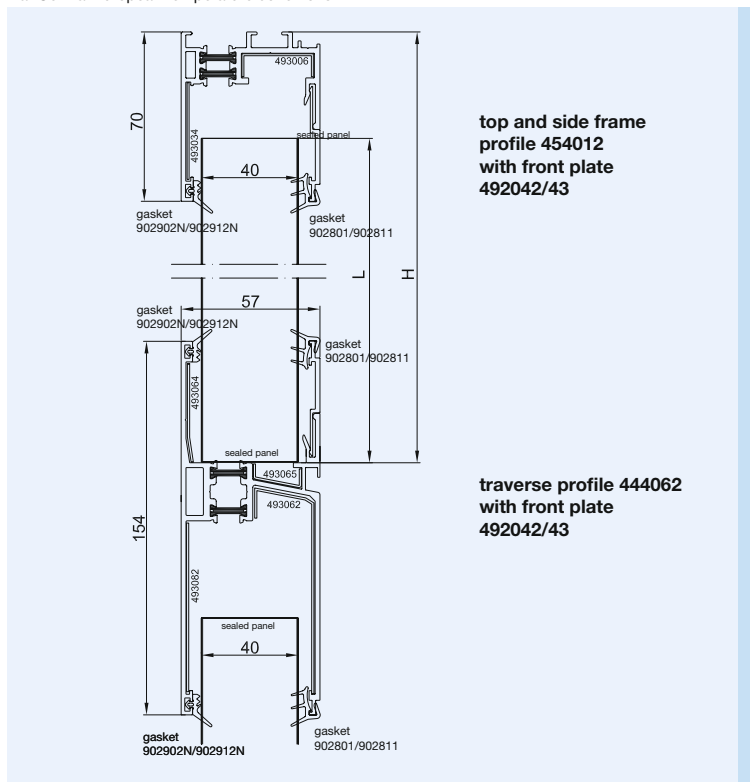 493006
70
493034
sealed panel
40
top and side frame
profile 454012
with front plate
492042/43
gasket
902902N/902912N
gasket
902801/902811
L
H
57
gasket
902902N/902912N
gasket
902801/902811
493064
sealed panel
493065
493062
traverse profile 444062
with front plate
492042/43
154
493082
sealed panel
40
gasket
902902N/902912N
gasket
902801/902811